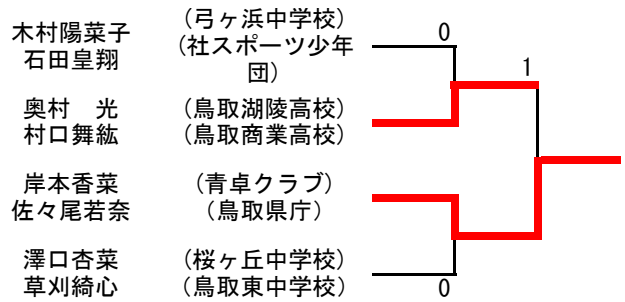 木村陽菜子 (弓ヶ浜中学校)
石田皇翔 (社スポーツ少年団)
0
1
奥村 光 (鳥取湖陵高校)
村口舞紘 (鳥取商業高校)
岸本香菜 (青卓クラブ)
佐々尾若奈 (鳥取県庁)
澤口杏菜 (桜ヶ丘中学校)
草刈綺心 (鳥取東中学校)
0